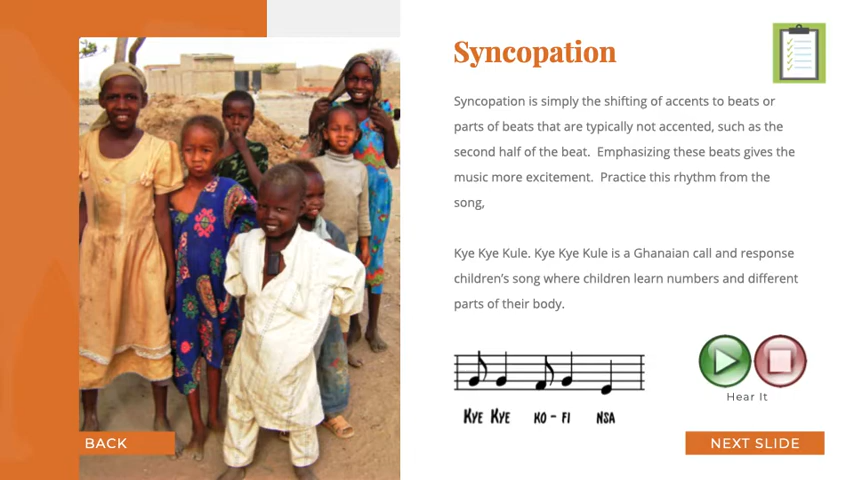 Syncopation
Syncopation is simply the shifting of accents to beats or
parts of beats that are typically not accented, such as the
second half of the beat. Emphasizing these beats gives the
music more excitement. Practice this rhythm from the
song,
Kye Kye Kule. Kye Kye Kule is a Ghanaian call and response
children's song where children learn numbers and different
parts of their body.
KYE KYE KO - FI NSA
Hear It
BACK
NEXT SLIDE